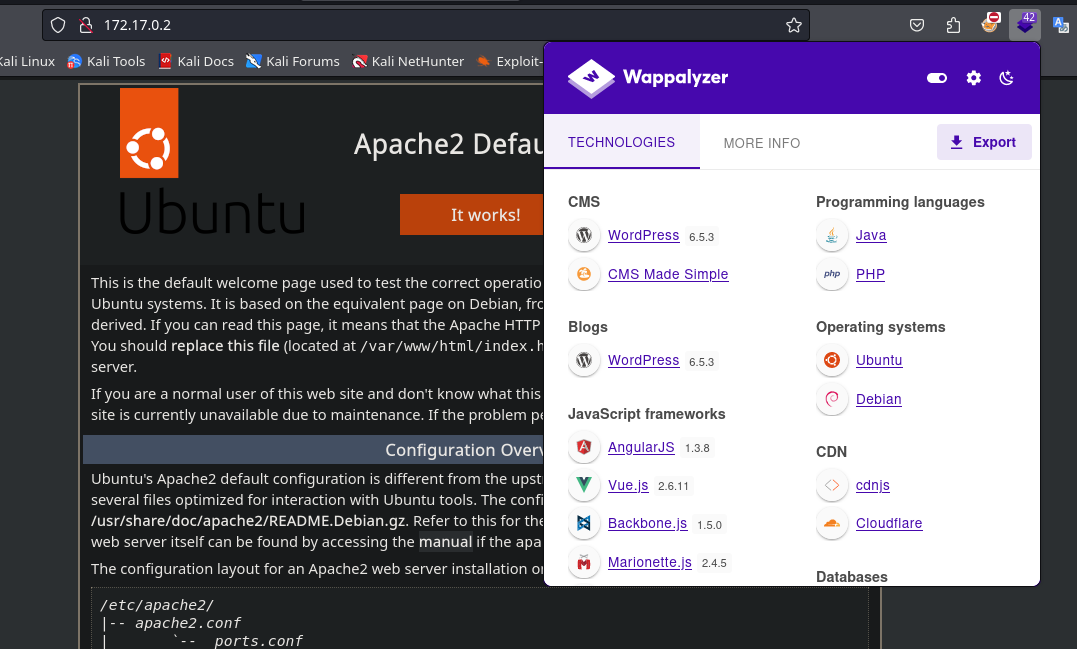 172.17.0.2
42
Kali Linux
Kali Tools
Kali Docs
Kali Forums
Kali NetHunter
Exploit-
Wappalyzer
TECHNOLOGIES
MORE INFO
Export
CMS
WordPress 6.5.3
CMS Made Simple
Blogs
WordPress 6.5.3
JavaScript frameworks
AngularJS 1.3.8
Vue.js 2.6.11
Backbone.js 1.5.0
Marionette.js 2.4.5
Programming languages
Java
php PHP
Operating systems
Ubuntu
Debian
CDN
cdnjs
Cloudflare
Databases
Ubuntu
Apache2 Defau
It works!
This is the default welcome page used to test the correct operatio
Ubuntu systems. It is based on the equivalent page on Debian, fro
derived. If you can read this page, it means that the Apache HTTP
You should replace this file (located at /var/www/html/index.h
server.
If you are a normal user of this web site and don't know what this
site is currently unavailable due to maintenance. If the problem pe
Configuration Overv
Ubuntu's Apache2 default configuration is different from the upst
several files optimized for interaction with Ubuntu tools. The confi
/usr/share/doc/apache2/README.Debian.gz. Refer to this for the
web server itself can be found by accessing the manual if the apa
The configuration layout for an Apache2 web server installation on
/etc/apache2/
|-- apache2.conf
|       `--  ports.conf